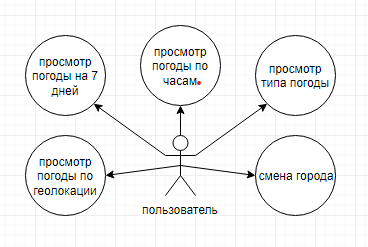 просмотр
погоды на 7
дней
просмотр
погоды по
часам
просмотр
типа погоды
просмотр
погоды по
геолокации
смена города
пользователь